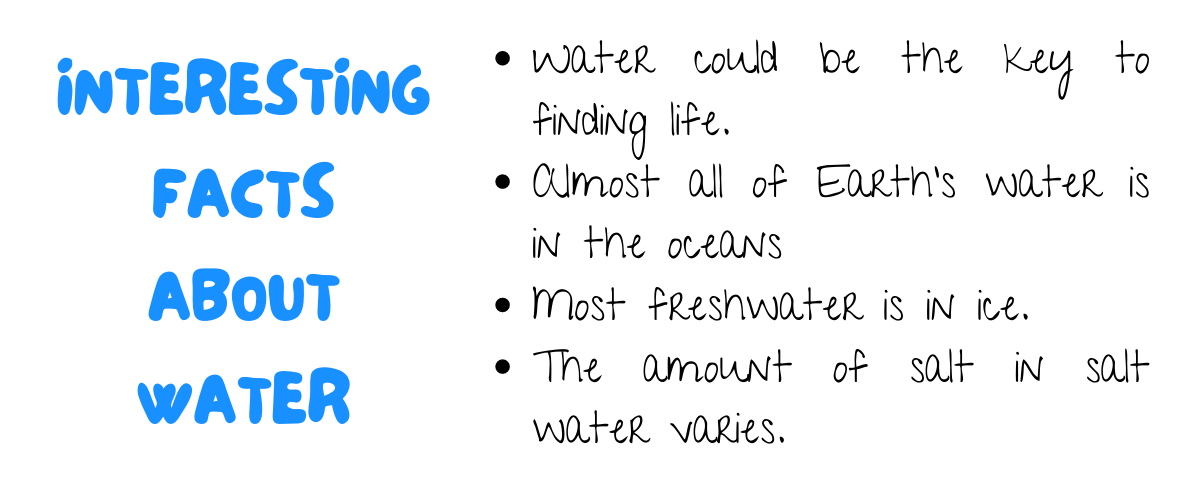 INTERESTING
FACTS
ABOUT
WATER
• Water could be the key to
finding life.
• Almost all of Earth's water is
in the oceans
• Most freshwater is in ice.
• The amount of salt in salt
water varies.